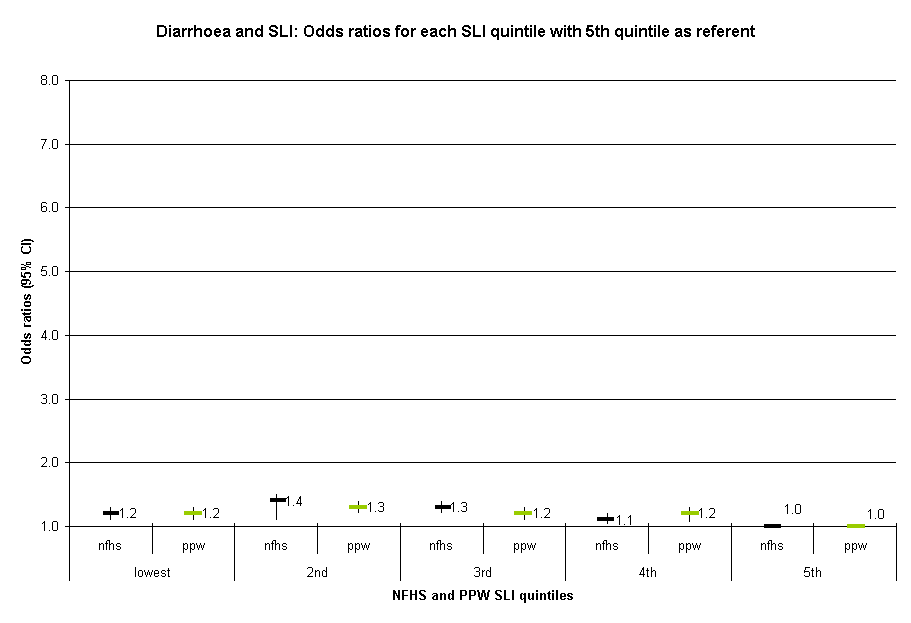 Diarrhoea and SLI: Odds ratios for each SLI quintile with 5th quintile as referent
8.0
7.0
6.0
5.0
4.0
3.0
2.0
1.0
Odds ratios (95% CI)
1.2 1.2 1.4 1.3 1.3 1.2 1.1 1.2 1.0 1.0
nfhs ppw nfhs ppw nfhs ppw nfhs ppw nfhs ppw
lowest 2nd 3rd 4th 5th
NFHS and PPW SLI quintiles